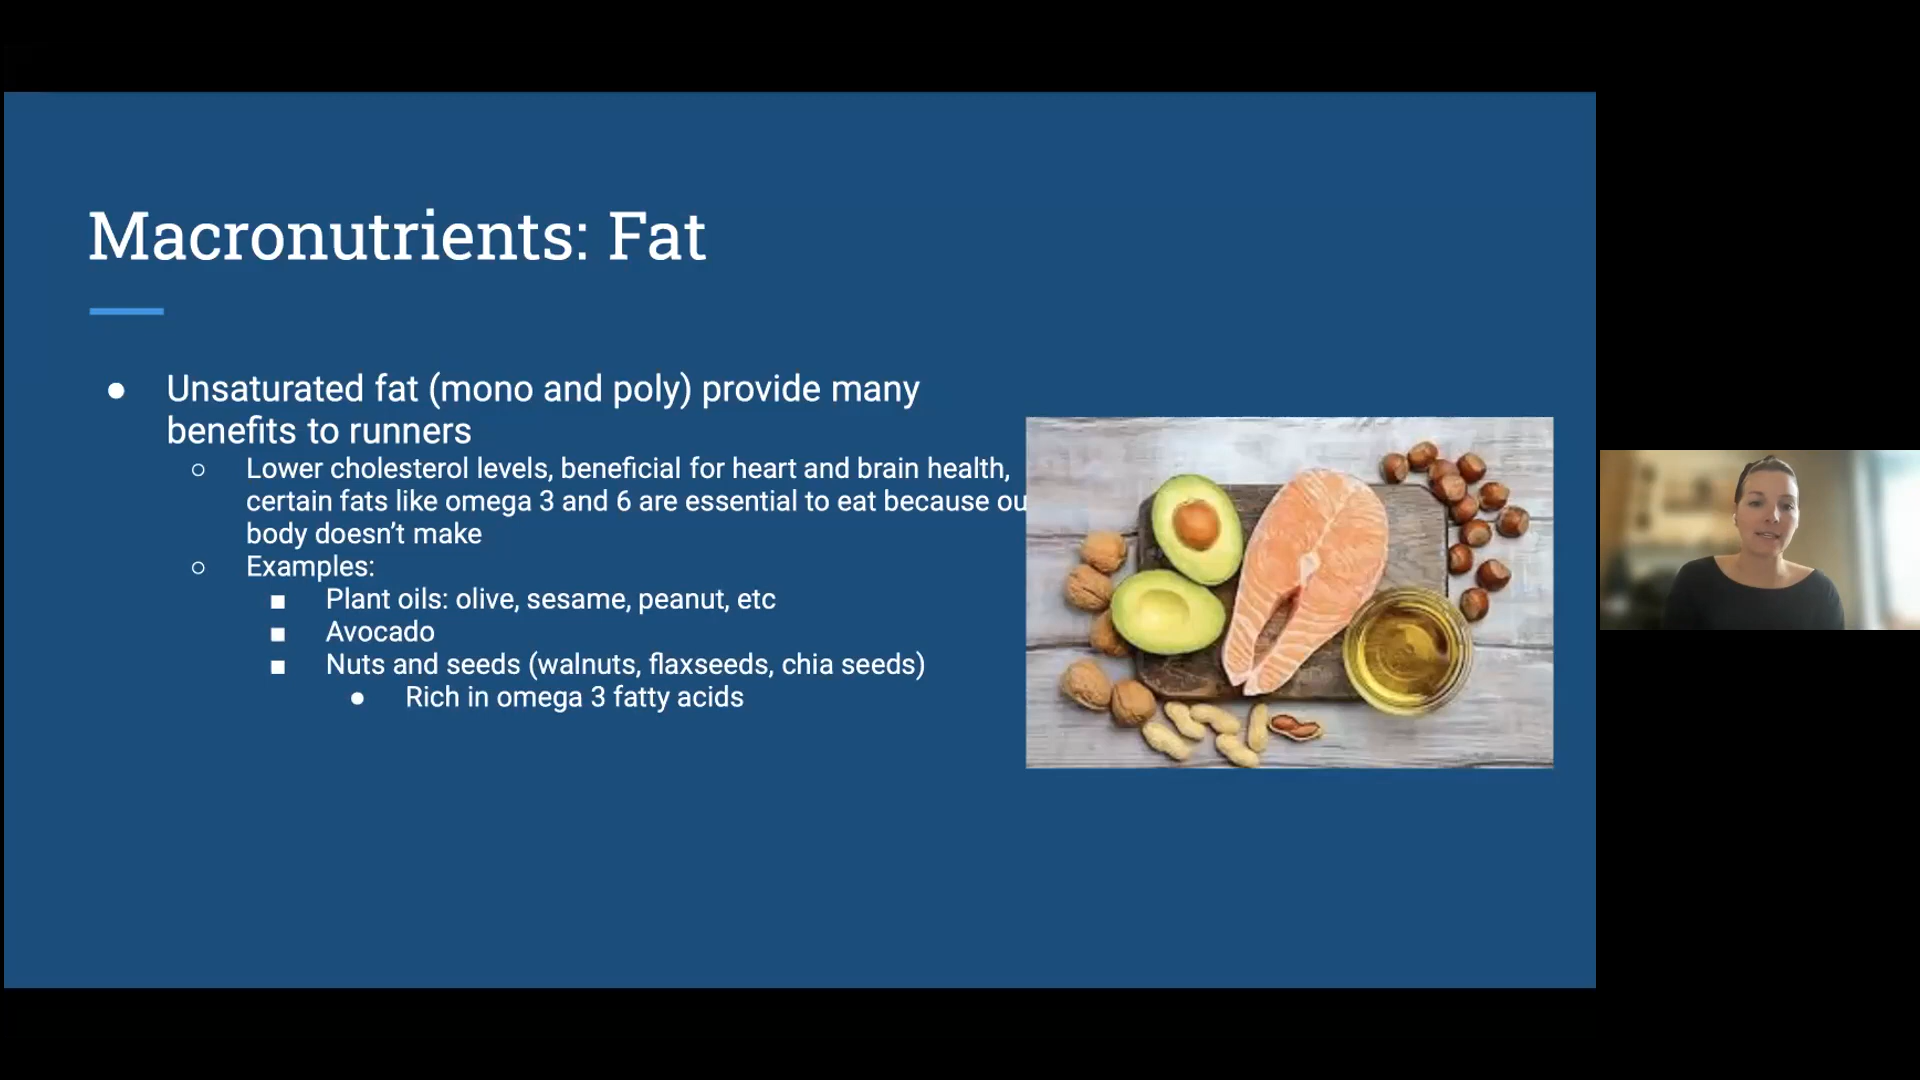 Macronutrients: Fat
● Unsaturated fat (mono and poly) provide many
benefits to runners
○ Lower cholesterol levels, beneficial for heart and brain health,
certain fats like omega 3 and 6 are essential to eat because ou
body doesn’t make
○ Examples:
■ Plant oils: olive, sesame, peanut, etc
■ Avocado
■ Nuts and seeds (walnuts, flaxseeds, chia seeds)
● Rich in omega 3 fatty acids